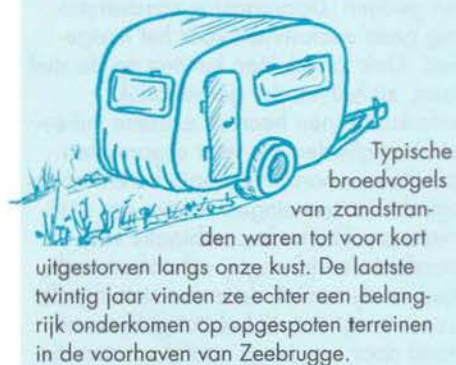 Typische
broedvogels
van zandstran-
den waren tot voor kort
uitgestorven langs onze kust. De laatste
twintig jaar vinden ze echter een belang-
rijk onderkomen op opgespoten terreinen
in de voorhaven van Zeebrugge.